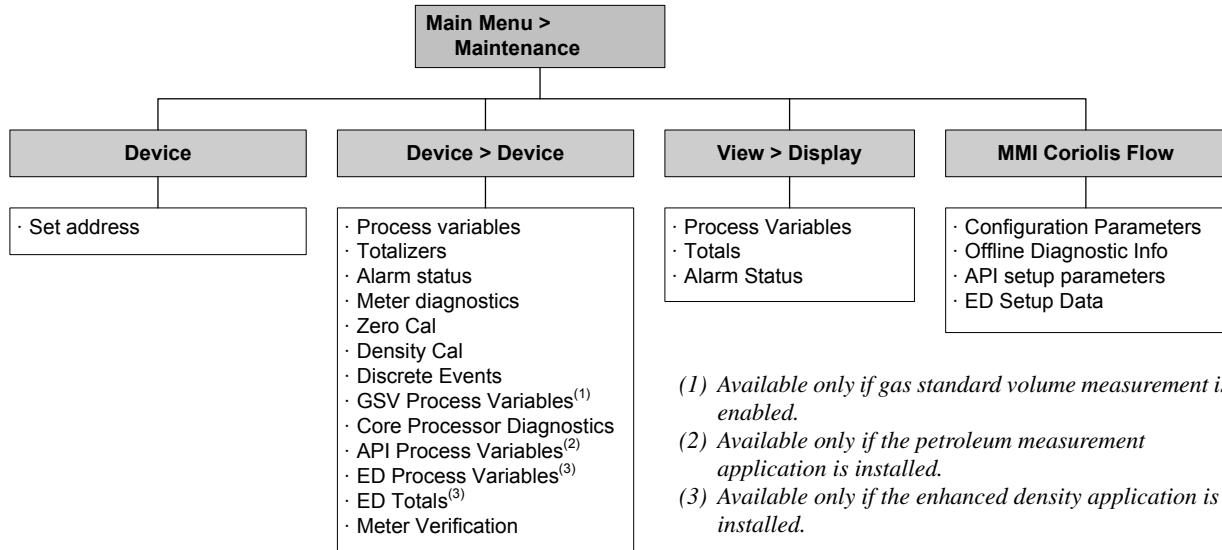 Main Menu >
Maintenance
Device
Device > Device
View > Display
MMI Coriolis Flow
· Set address
· Process variables
· Totalizers
· Alarm status
· Meter diagnostics
· Zero Cal
· Density Cal
· Discrete Events
· GSV Process Variables(1)
· Core Processor Diagnostics
· API Process Variables(2)
· ED Process Variables(3)
· ED Totals(3)
· Meter Verification
· Process Variables
· Totals
· Alarm Status
· Configuration Parameters
· Offline Diagnostic Info
· API setup parameters
· ED Setup Data
(1) Available only if gas standard volume measurement i
enabled.
(2) Available only if the petroleum measurement
application is installed.
(3) Available only if the enhanced density application is
installed.